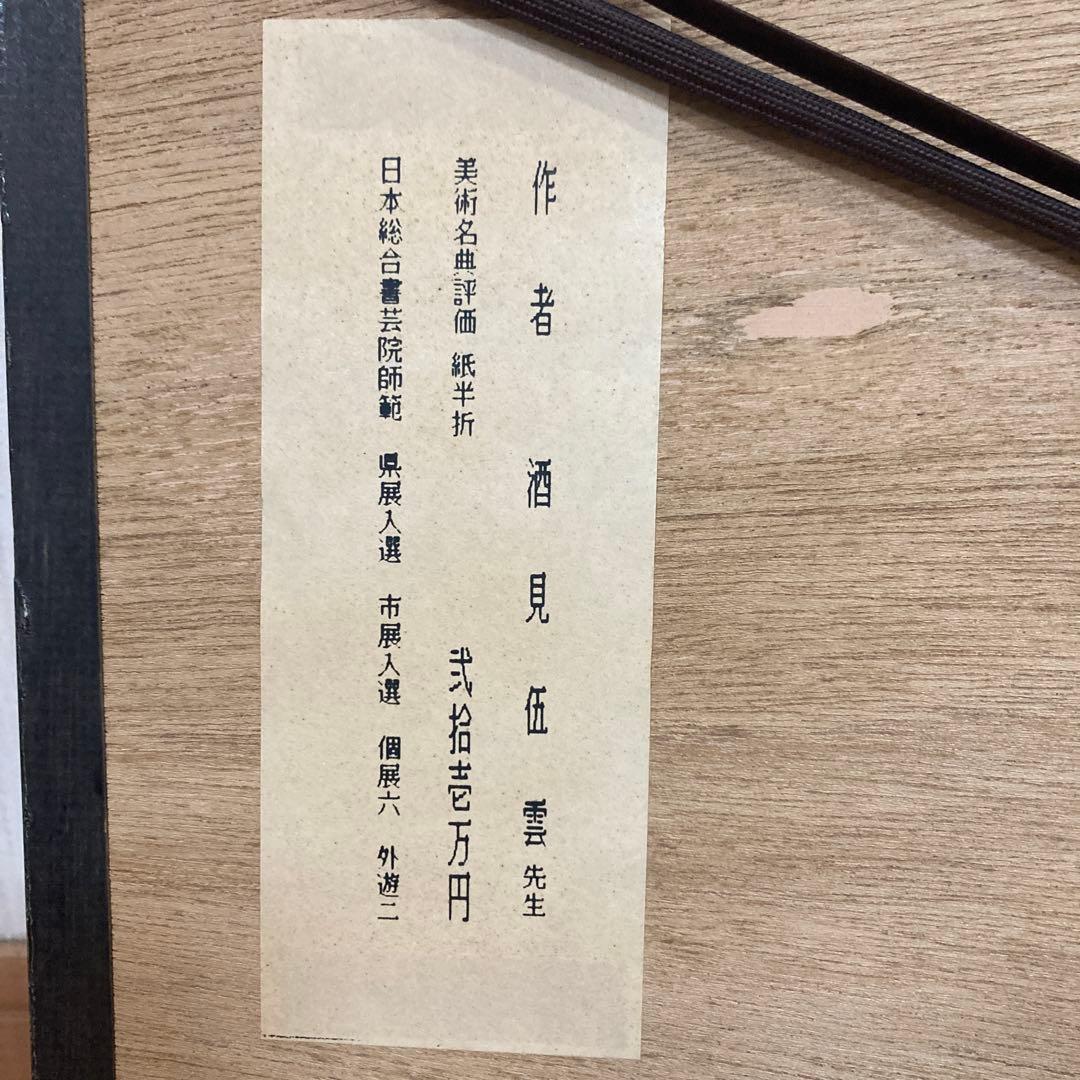 作者 酒見伍雲先生
美術名典評価 紙半折 弐拾壱万円
日本総合書芸院師範 県展入選 市展入選 個展六 外遊二